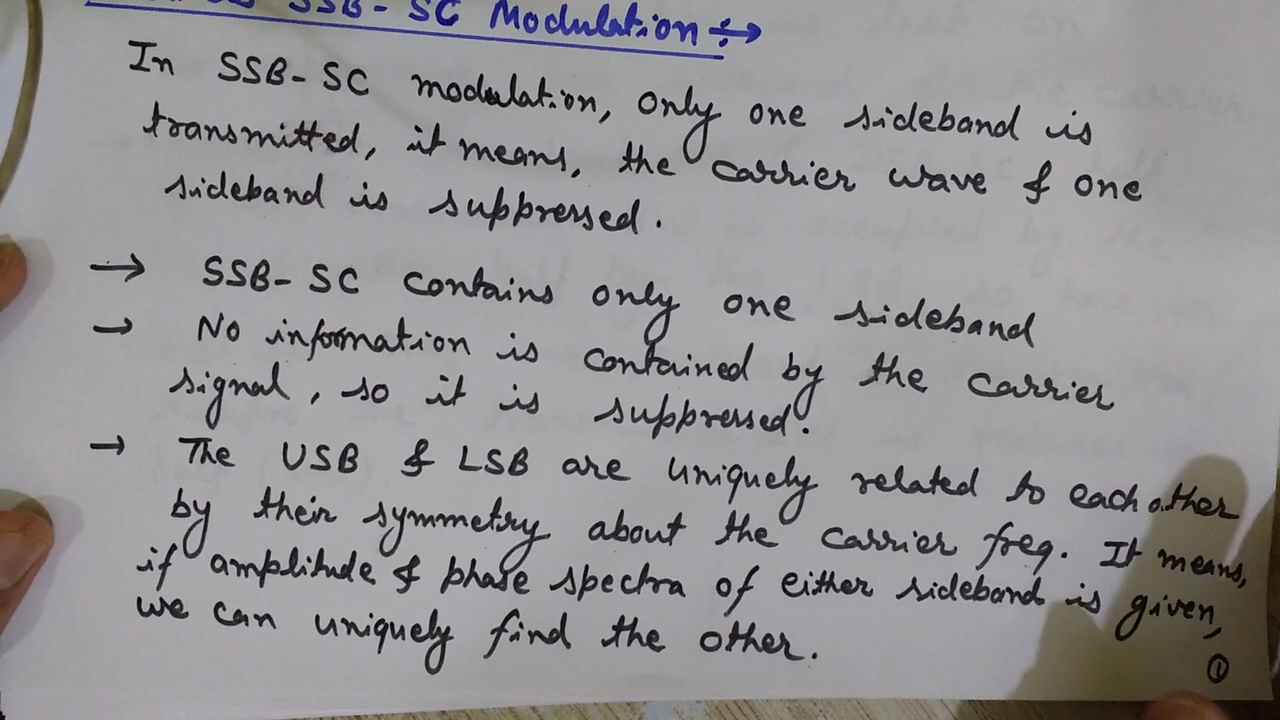 SSB-SC Modulation :→
In SSB-SC modulation, only one sideband is
transmitted, it means, the carrier wave & one
sideband is suppressed.
→ SSB-SC contains only one sideband
→ No information is contained by the carrier
signal, so it is suppressed.
→ The USB & LSB are uniquely related to each other
by their symmetry about the carrier freq. It means,
if amplitude & phase spectra of either sideband is given,
we can uniquely find the other.
①